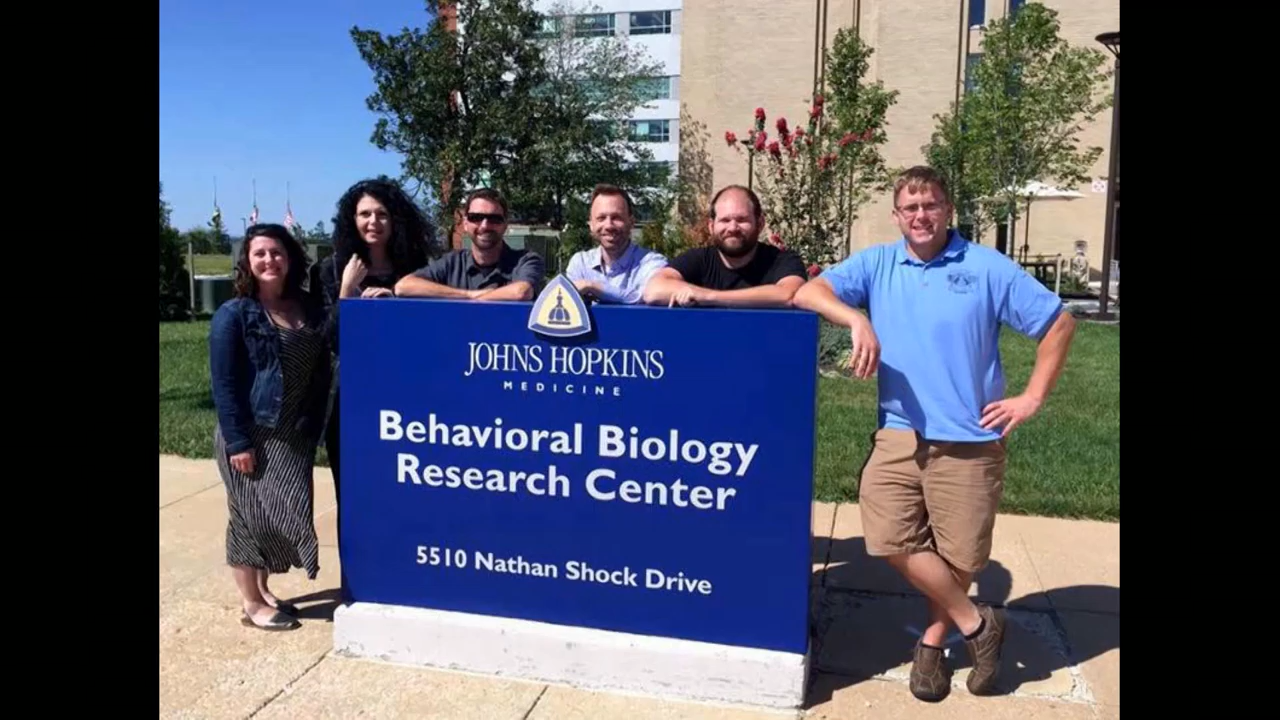 JOHNS HOPKINS
MEDICINE
Behavioral Biology
Research Center
5510 Nathan Shock Drive